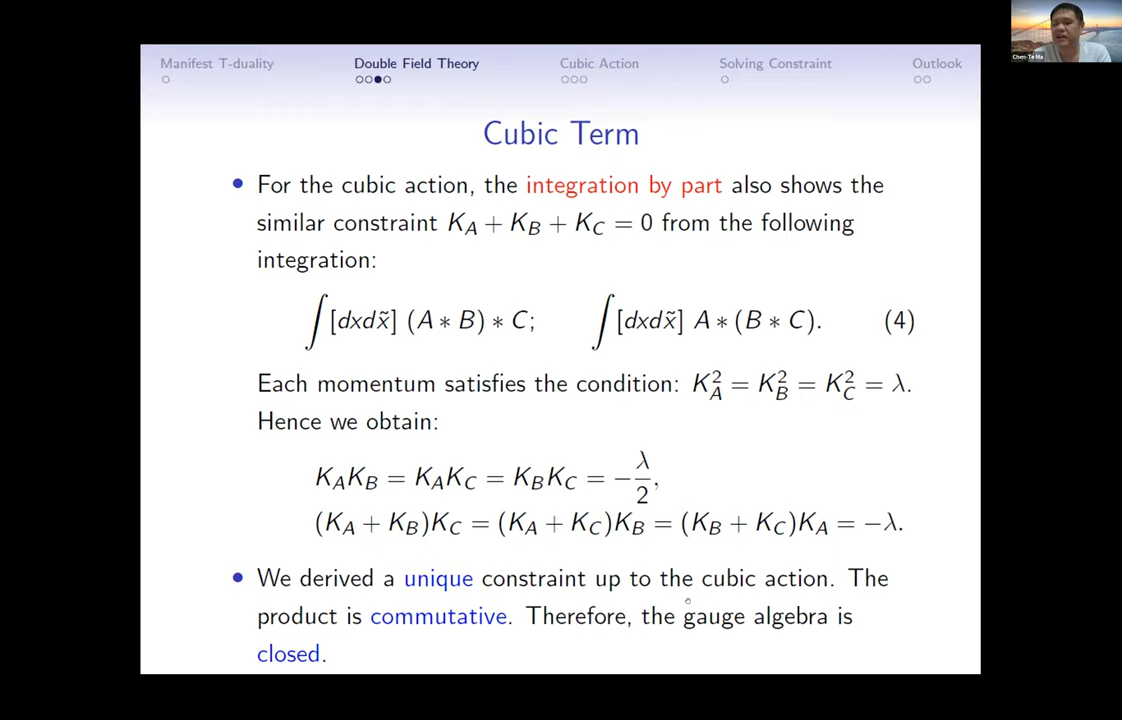 Manifest T-duality Double Field Theory Cubic Action Solving Constraint Outlook
Cubic Term
• For the cubic action, the integration by part also shows the
similar constraint K_A + K_B + K_C = 0 from the following
integration:
∫[dxdx̃] (A ∗ B) ∗ C; ∫[dxdx̃] A ∗ (B ∗ C). (4)
Each momentum satisfies the condition: K_A^2 = K_B^2 = K_C^2 = λ.
Hence we obtain:
K_A K_B = K_A K_C = K_B K_C = −λ/2,
(K_A + K_B)K_C = (K_A + K_C)K_B = (K_B + K_C)K_A = −λ.
• We derived a unique constraint up to the cubic action. The
product is commutative. Therefore, the gauge algebra is
closed.
Chen-Te Ma